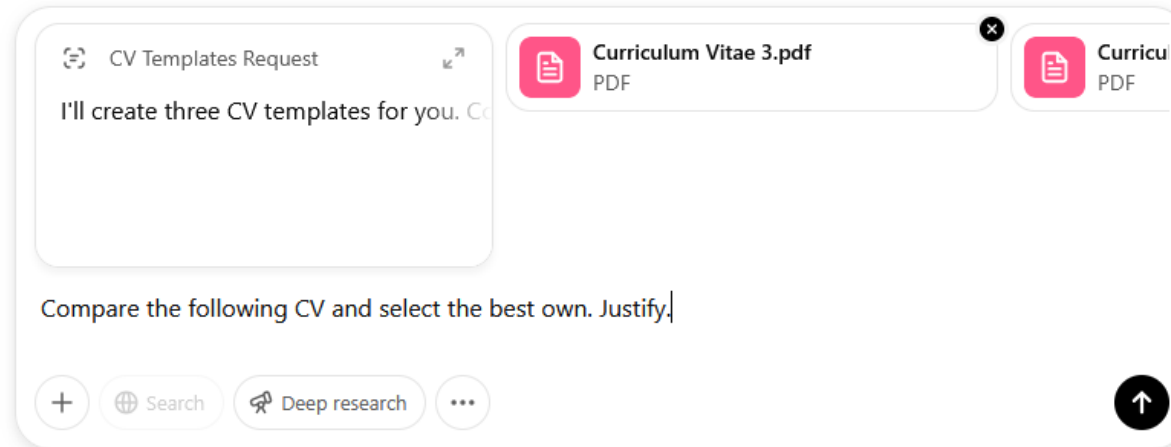 CV Templates Request
I'll create three CV templates for you.
Curriculum Vitae 3.pdf
PDF
PDF
Compare the following CV and select the best own. Justify.
Search
Deep research